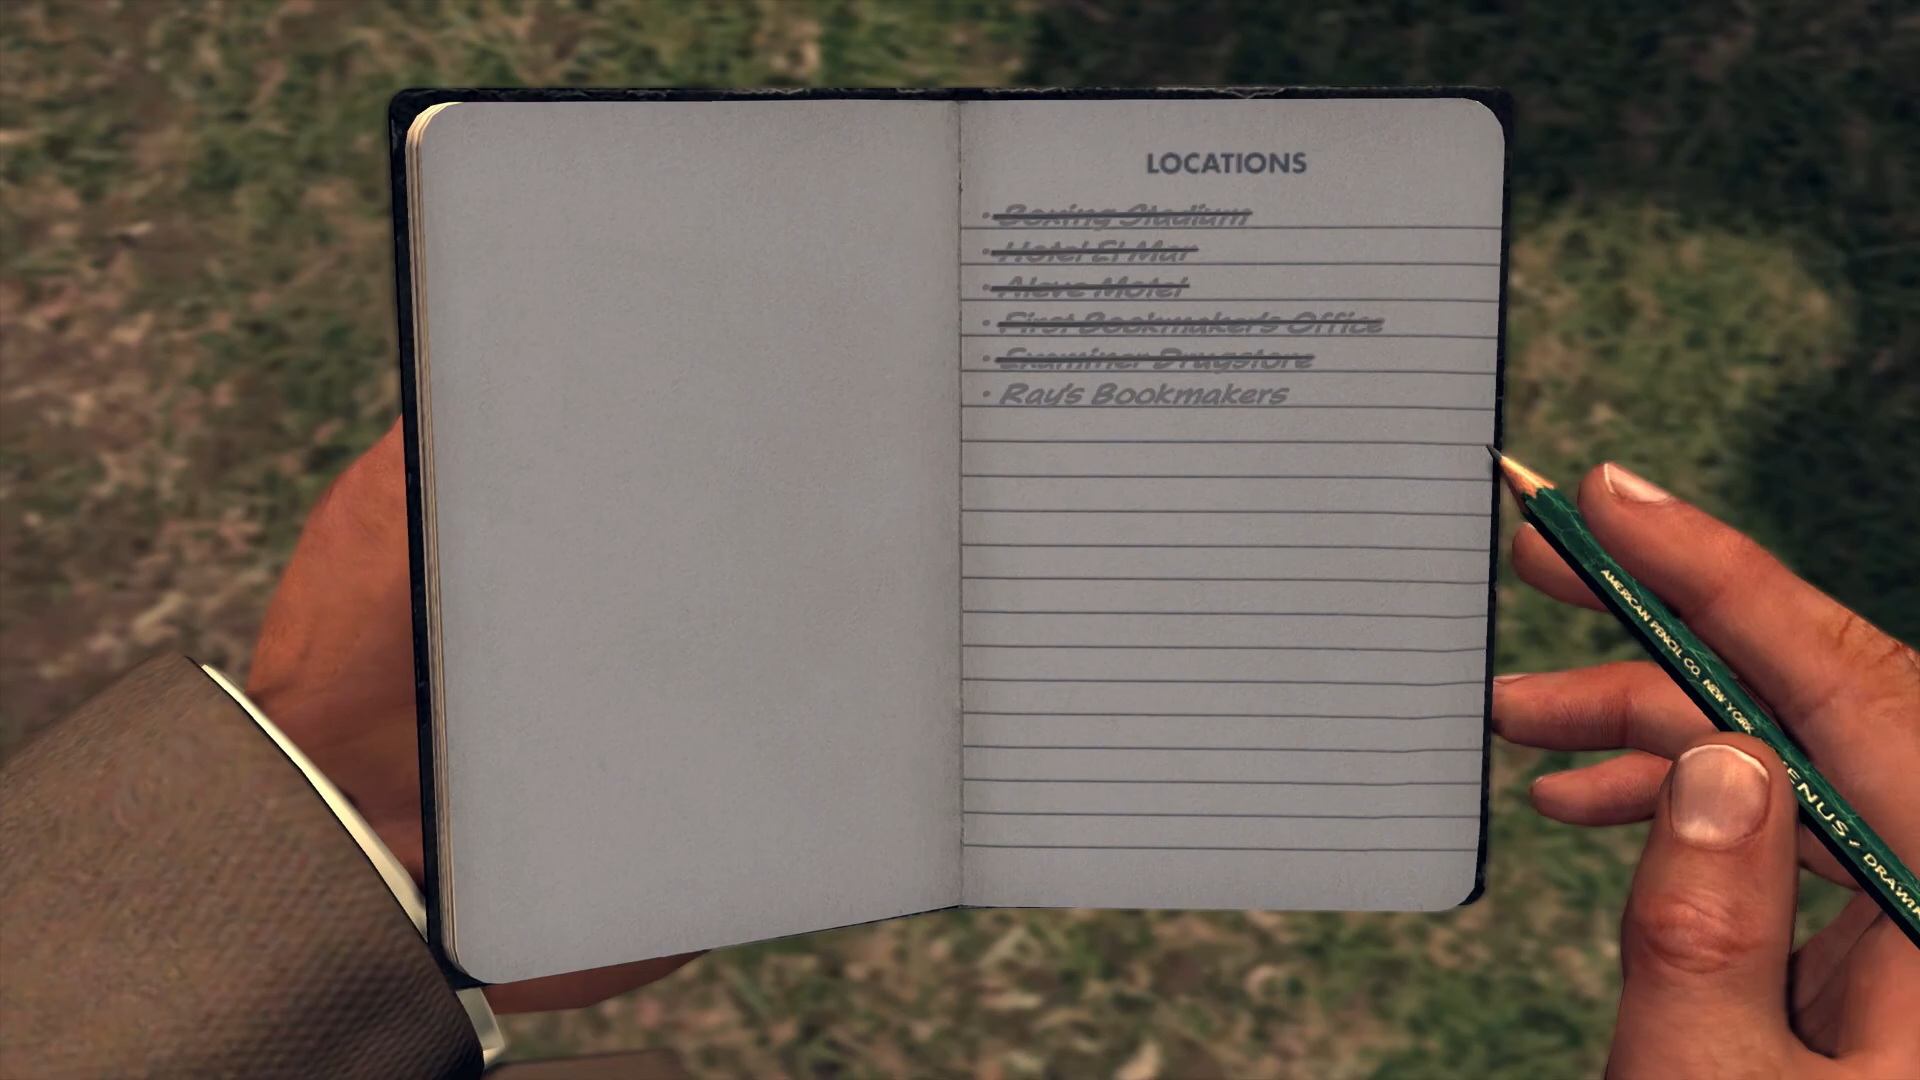 LOCATIONS
· Boxing Stadium
· Hotel El Mar
· Aleve Motel
· First Bookmaker's Office
· Examiner Drugstore
· Ray's Bookmakers
AMERICAN PENCIL CO. NEW YORK